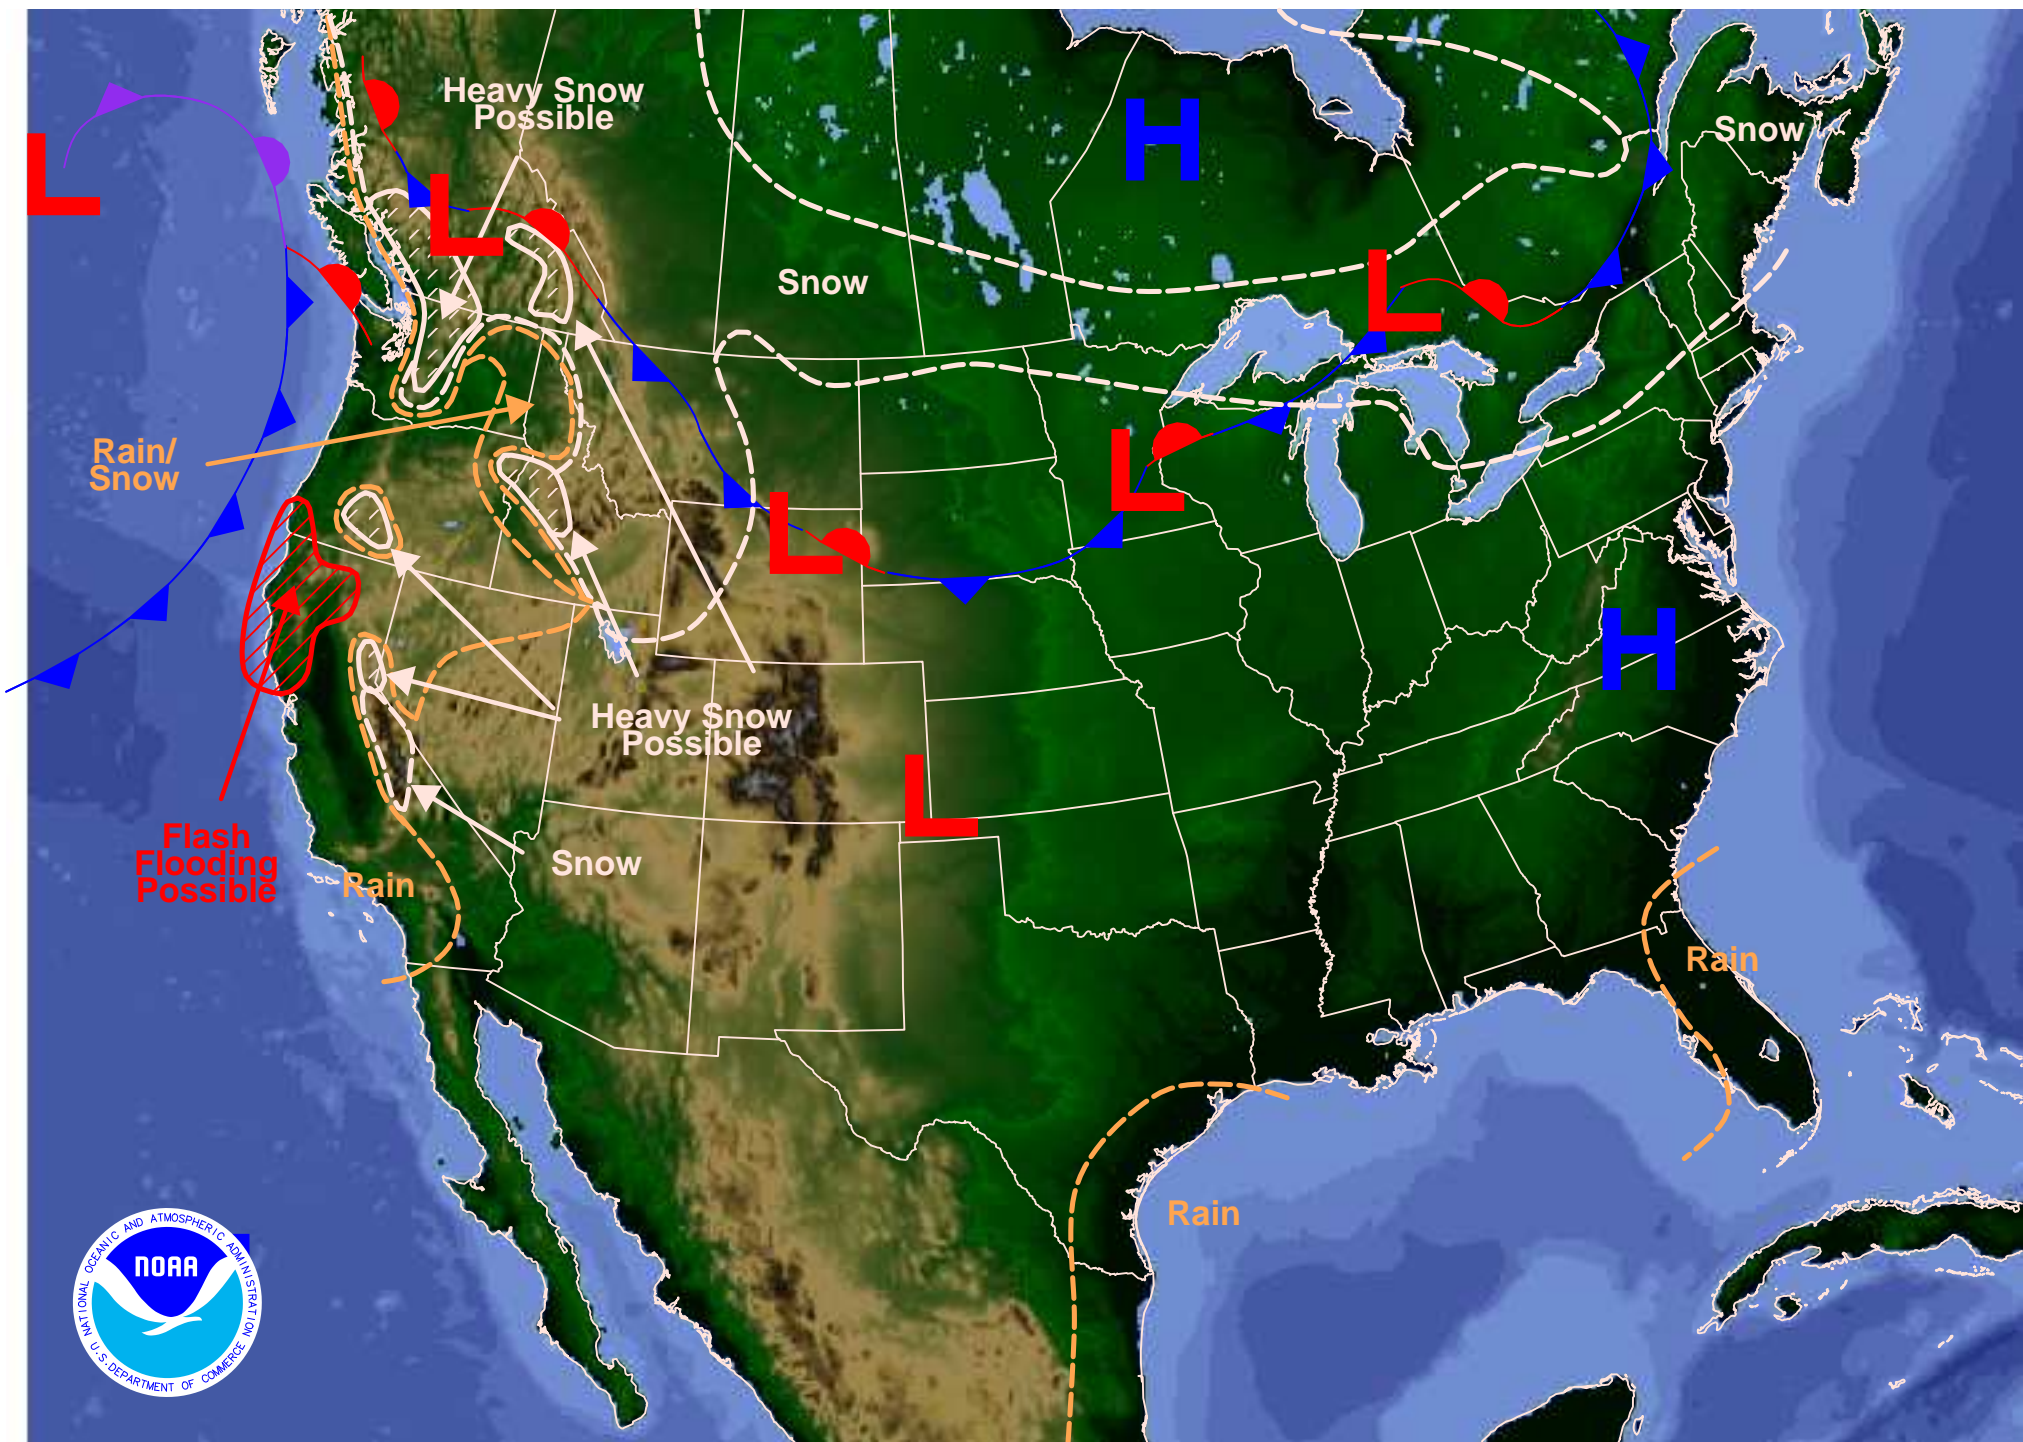 Heavy Snow
Possible
L
H
Snow
L
Snow
L
Rain/
Snow
L
L
H
Heavy Snow
Possible
L
Flash
Flooding
Possible
Snow
Rain
Rain
Rain
NATIONAL OCEANIC AND ATMOSPHERIC ADMINISTRATION
NOAA
U.S. DEPARTMENT OF COMMERCE